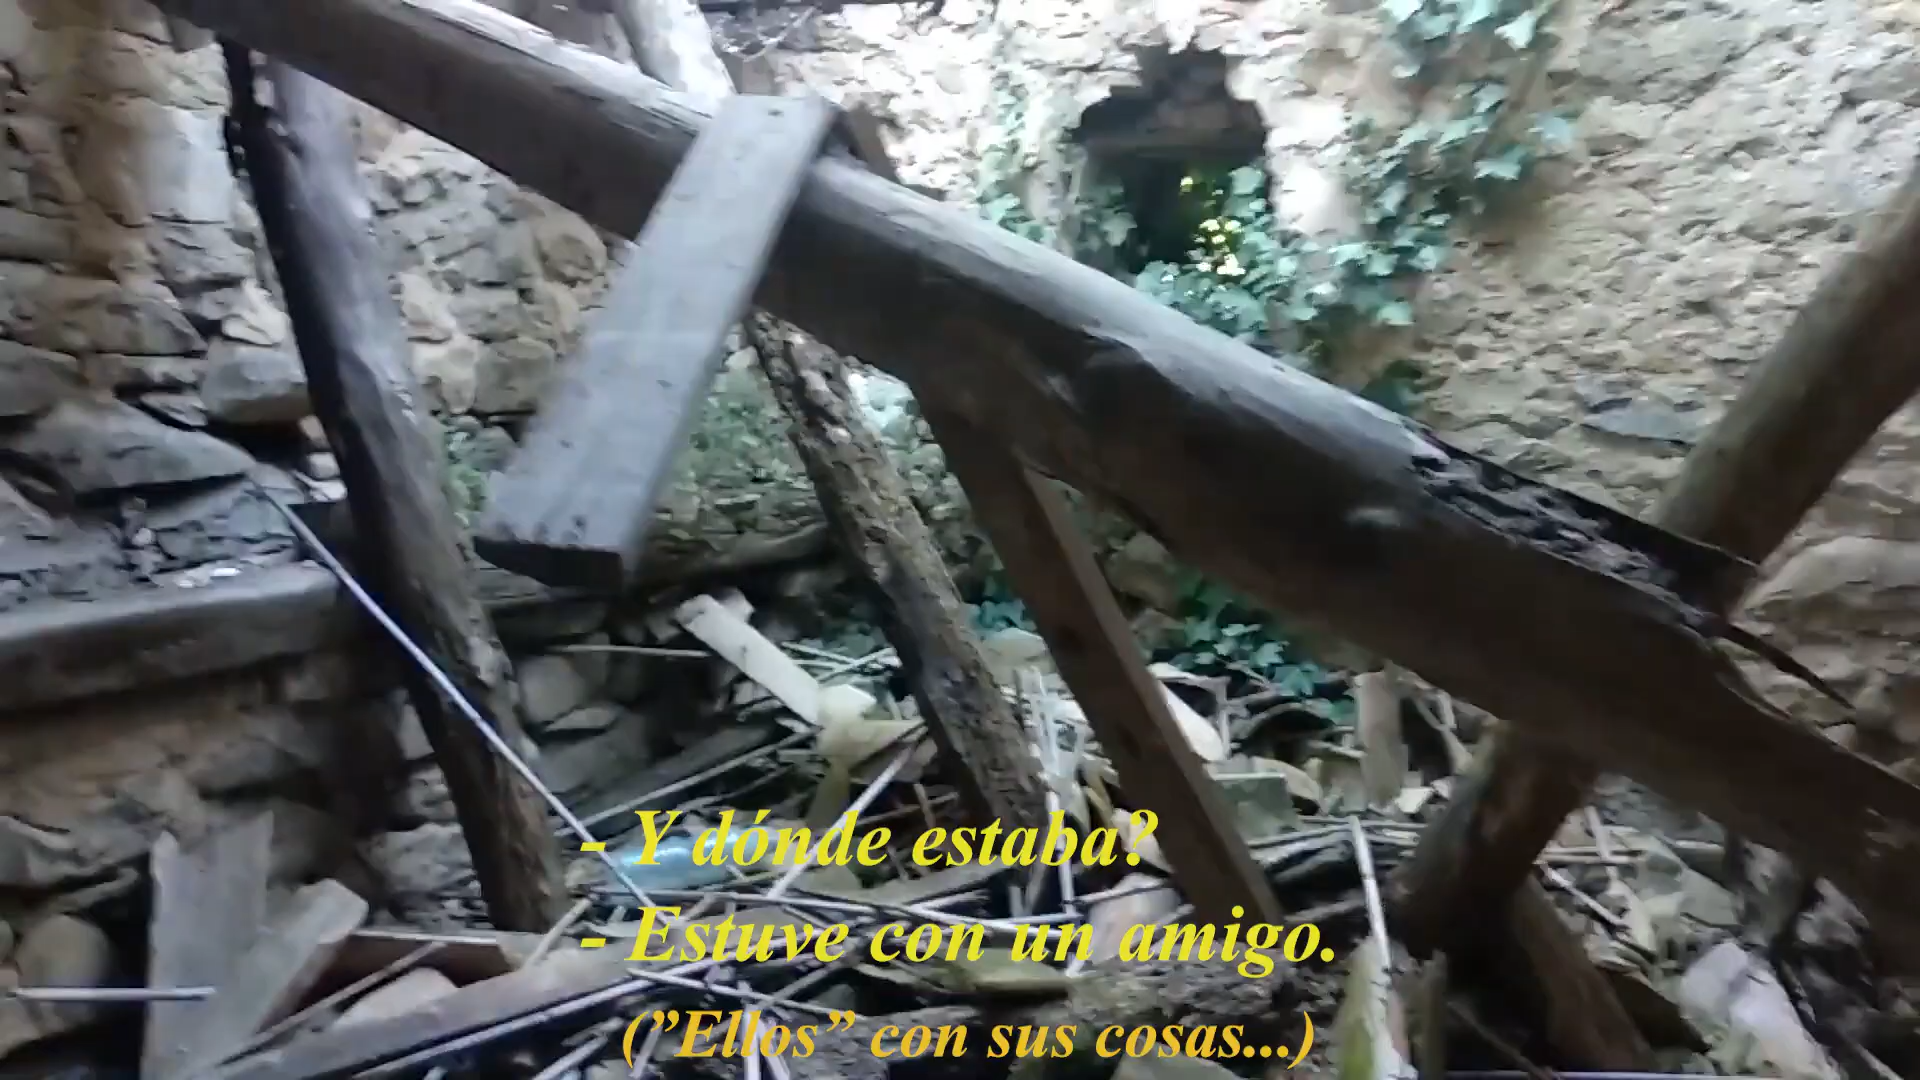 - Y dónde estaba?
- Estuve con un amigo.
(”Ellos” con sus cosas...)